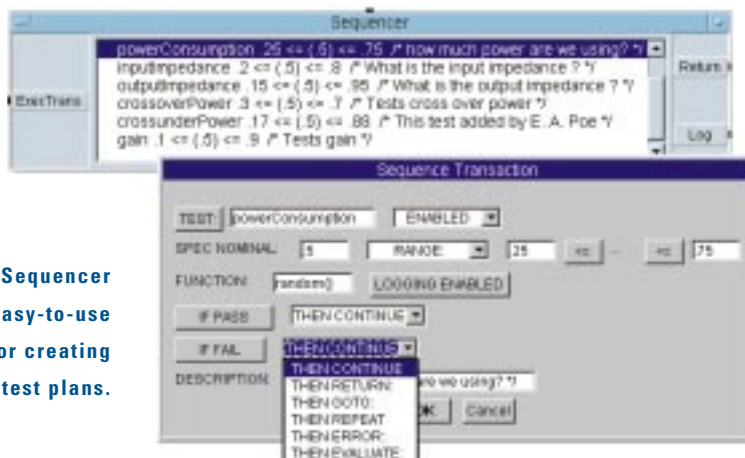 Sequencer
powerConsumption .25 <= (.5) <= .75 /* how much power are we using? */
inputImpedance .2 <= (.5) <= .8 /* What is the input impedance ? */
outputImpedance .15 <= (.5) <= .95 /* What is the output impedance ? */
crossoverPower .3 <= (.5) <= .7 /* Tests cross over power */
crossunderPower .17 <= (.5) <= .89 /* This test added by E. A. Poe */
gain .1 <= (.5) <= .9 /* Tests gain */
ExecTrans
Return
Log
Sequence Transaction
TEST: powerConsumption ENABLED
SPEC NOMINAL: .5 RANGE: .25 <= ... <= .75
FUNCTION: random() LOGGING ENABLED
IF PASS THEN CONTINUE
IF FAIL THEN CONTINUE
THEN CONTINUE
THEN RETURN:
THEN GOTO:
THEN REPEAT
THEN ERROR:
THEN EVALUATE:
DESCRIPTION: are we using? */
OK Cancel
Sequencer
asy-to-use
or creating
test plans.